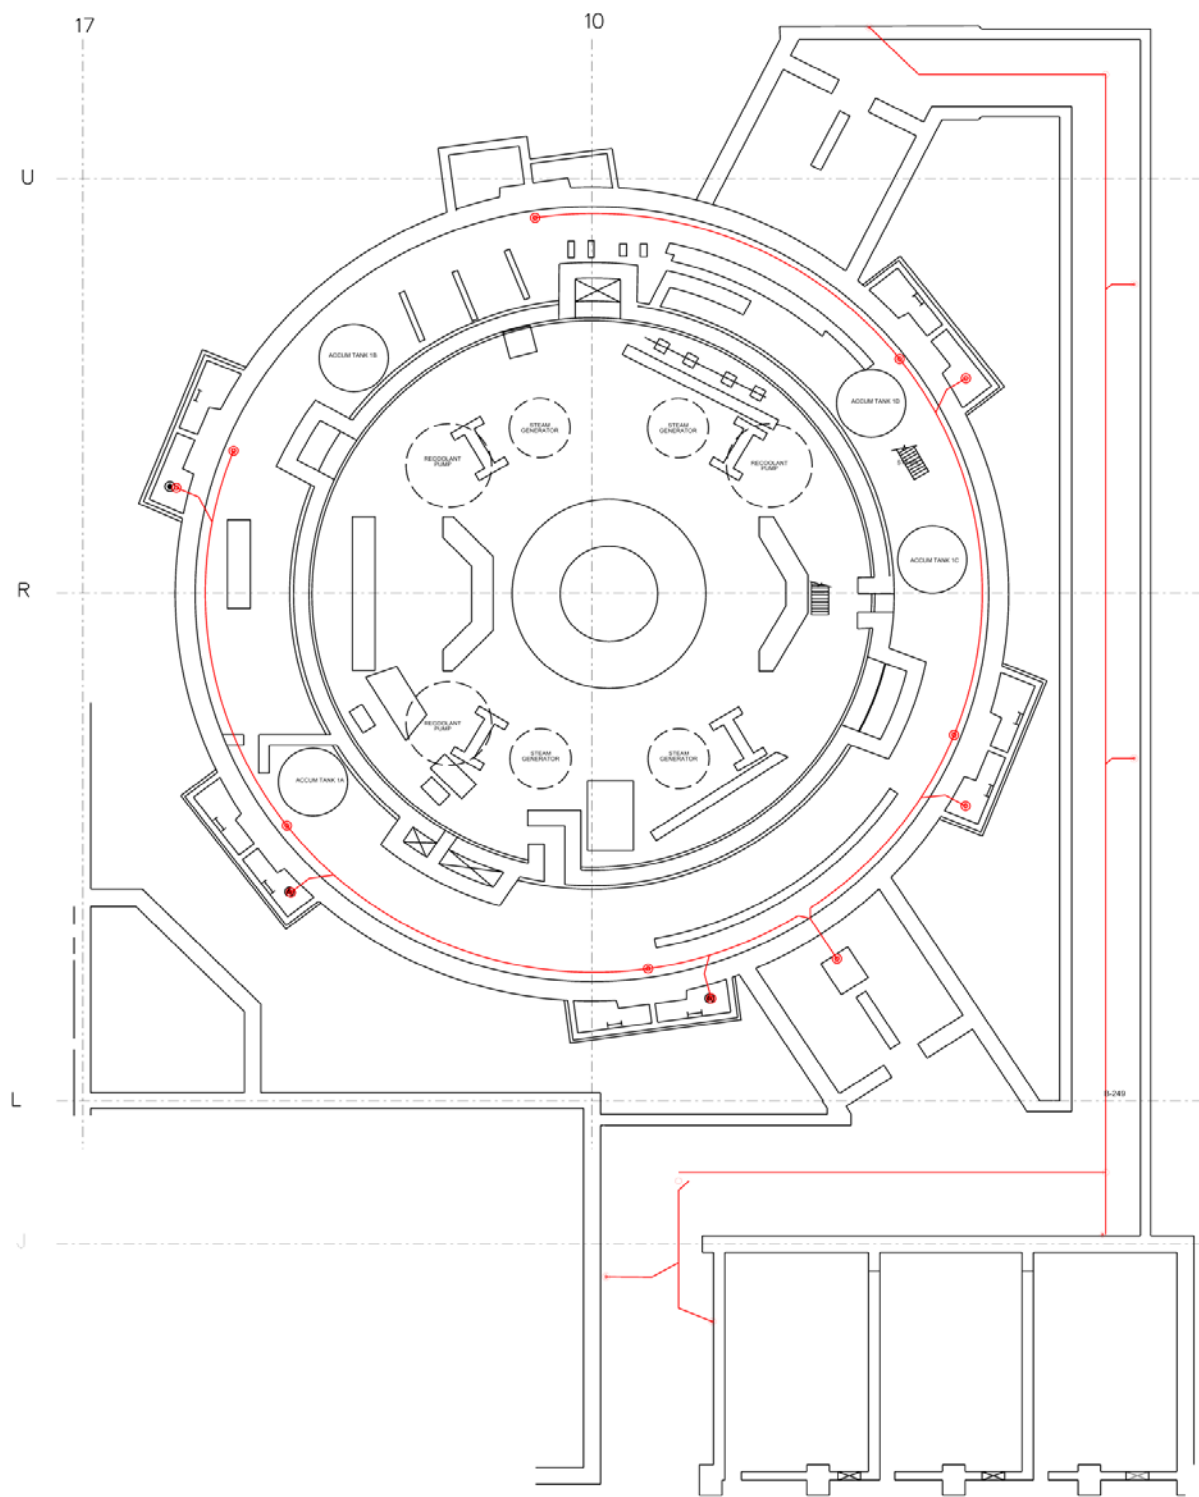 17
10
U
ACCUM TANK 1B
ACCUM TANK 1D
STEAM
GENERATOR
STEAM
GENERATOR
RECOOLANT
PUMP
RECOOLANT
PUMP
ACCUM TANK 1C
R
RECOOLANT
PUMP
STEAM
GENERATOR
STEAM
GENERATOR
ACCUM TANK 1A
L
B-249
J